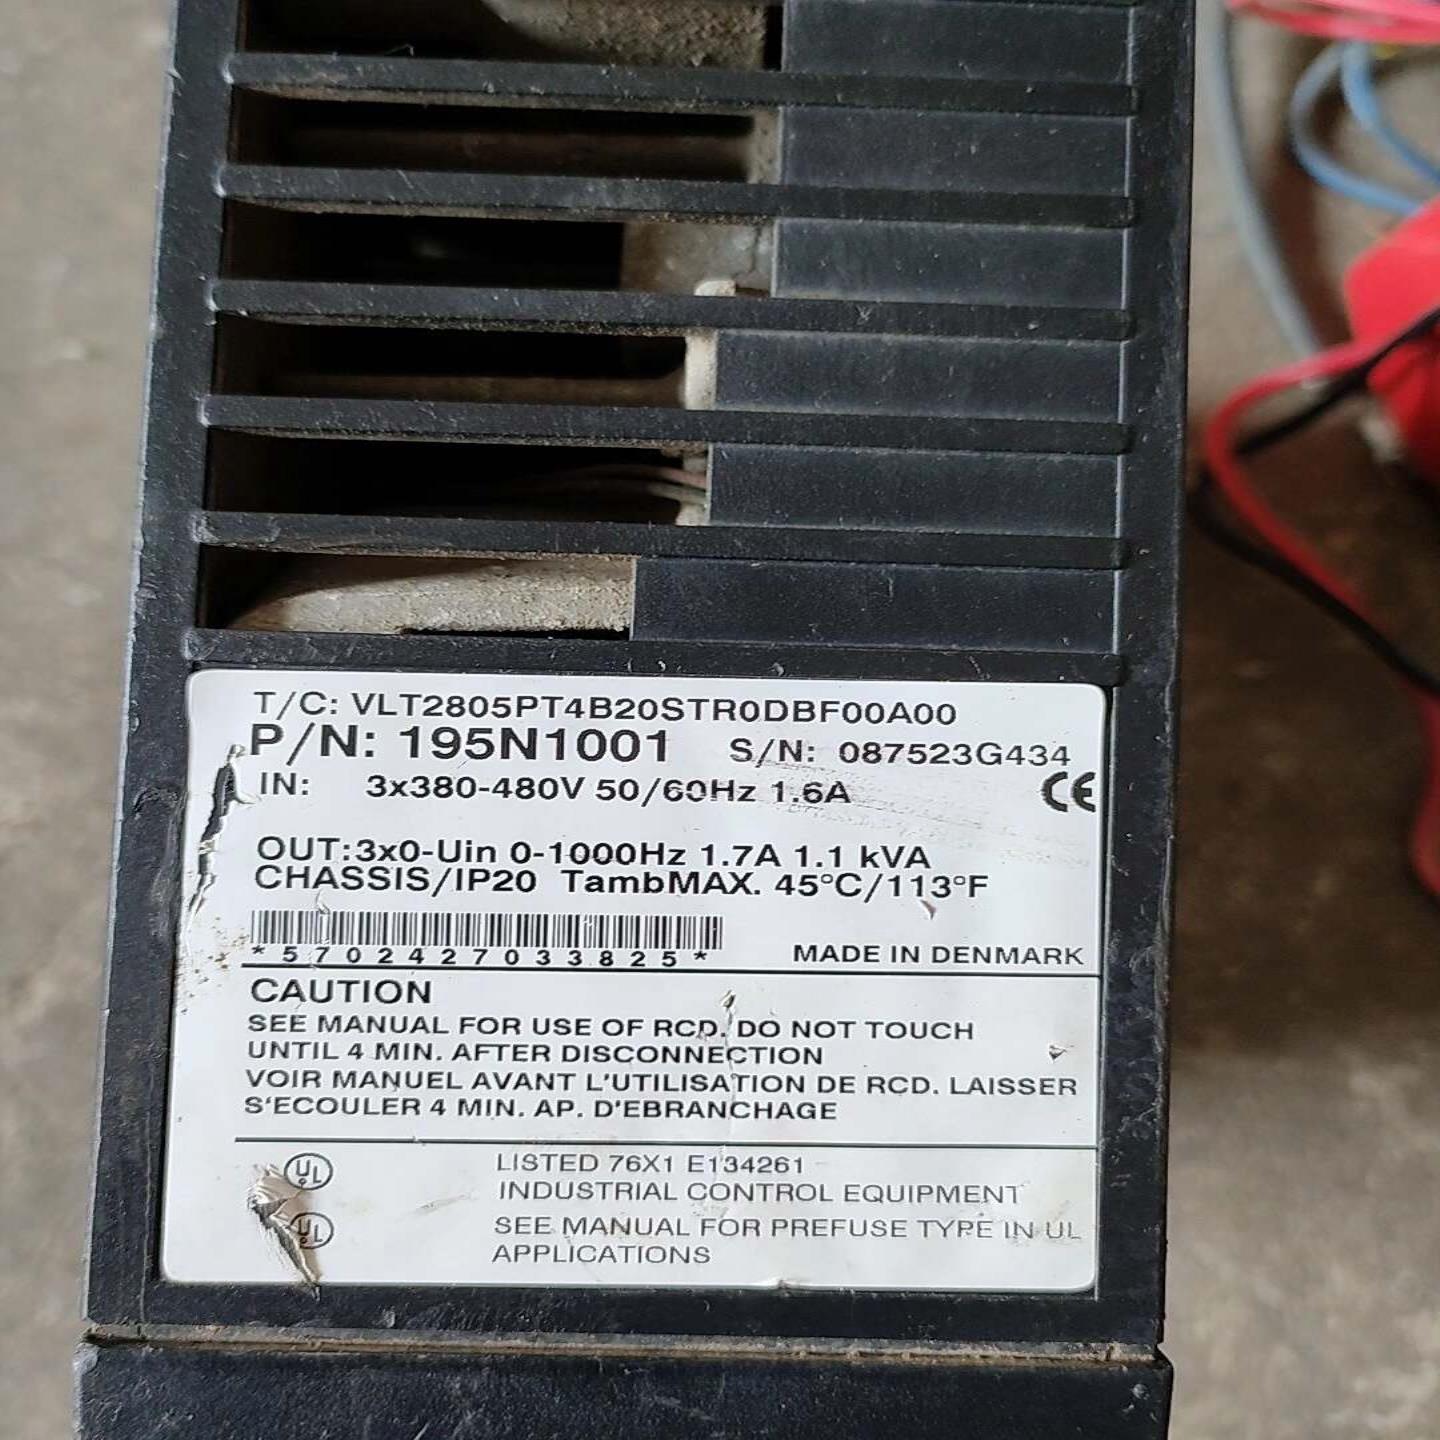 T/C: VLT2805PT4B20STR0DBF00A00
P/N: 195N1001 S/N: 087523G434
IN: 3x380-480V 50/60Hz 1.6A CE
OUT:3x0-Uin 0-1000Hz 1.7A 1.1 kVA
CHASSIS/IP20 TambMAX. 45°C/113°F
*5702427033825* MADE IN DENMARK
CAUTION
SEE MANUAL FOR USE OF RCD. DO NOT TOUCH
UNTIL 4 MIN. AFTER DISCONNECTION
VOIR MANUEL AVANT L'UTILISATION DE RCD. LAISSER
S'ECOULER 4 MIN. AP. D'EBRANCHAGE
UL LISTED 76X1 E134261
INDUSTRIAL CONTROL EQUIPMENT
UL SEE MANUAL FOR PREFUSE TYPE IN UL
APPLICATIONS